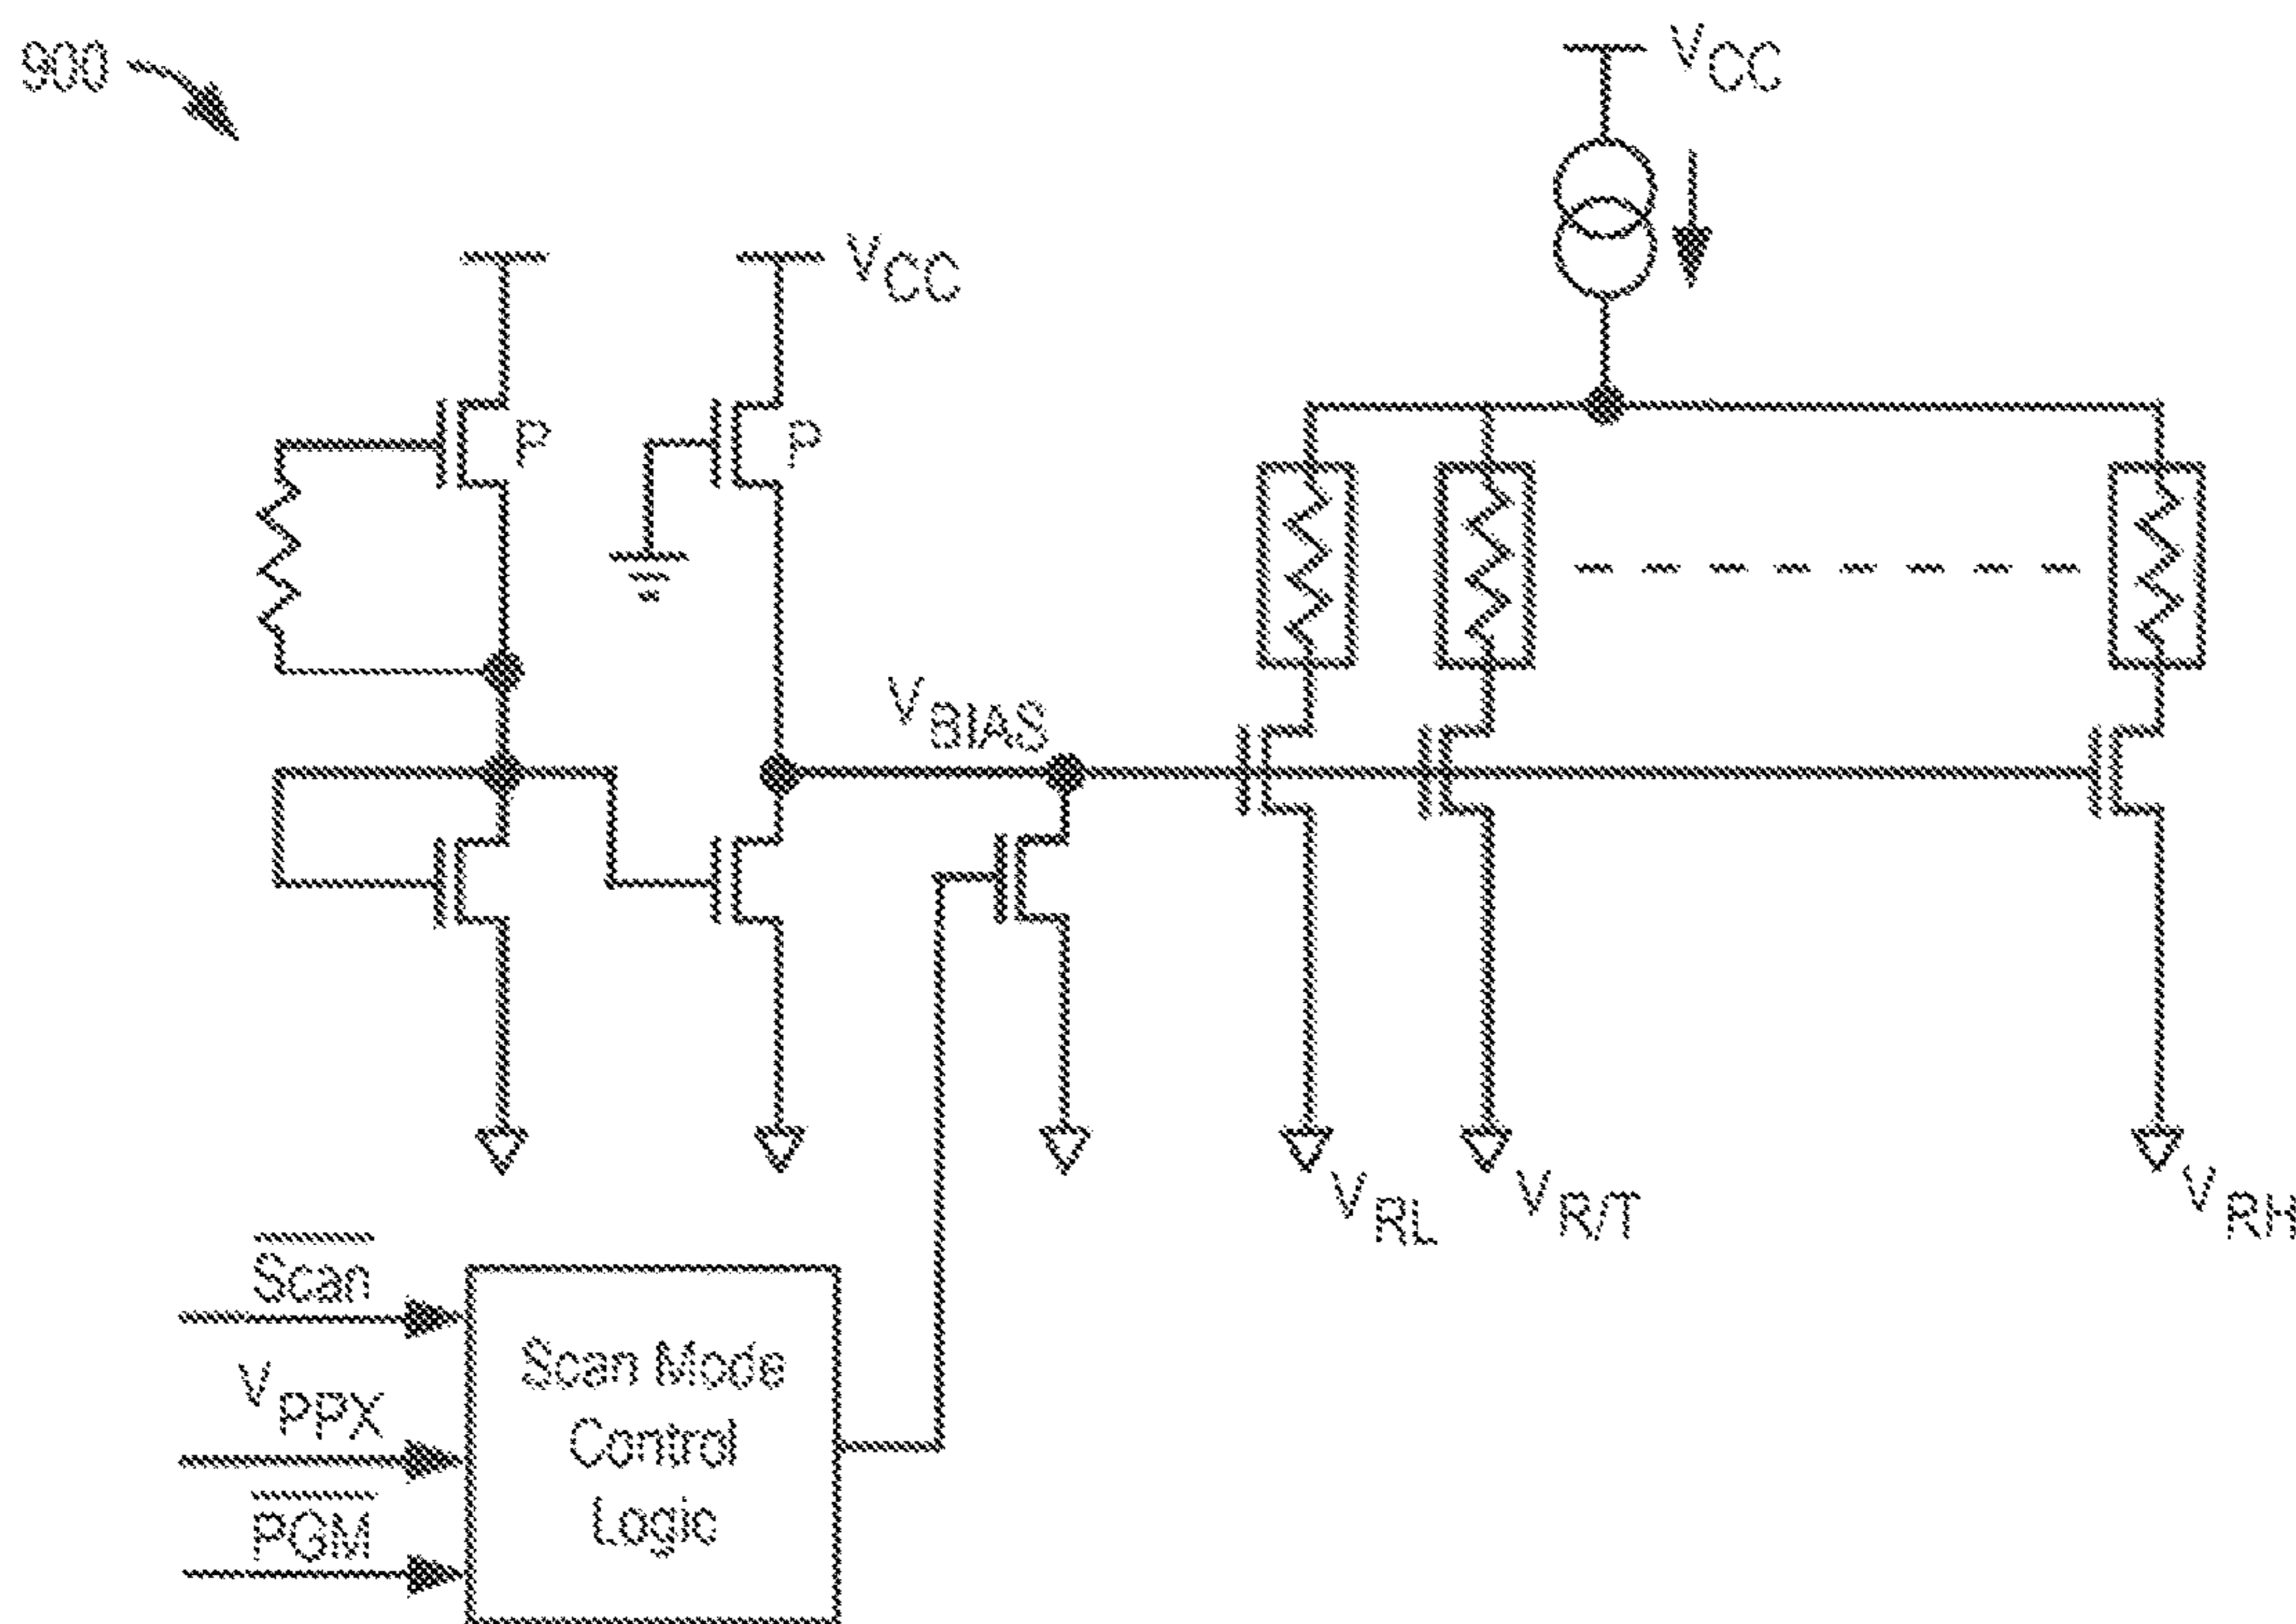 900
VCC
VCC
P
P
VBIAS
VRL
VR/T
VRH
Scan
VPPX
PGM
Scan Mode
Control
Logic